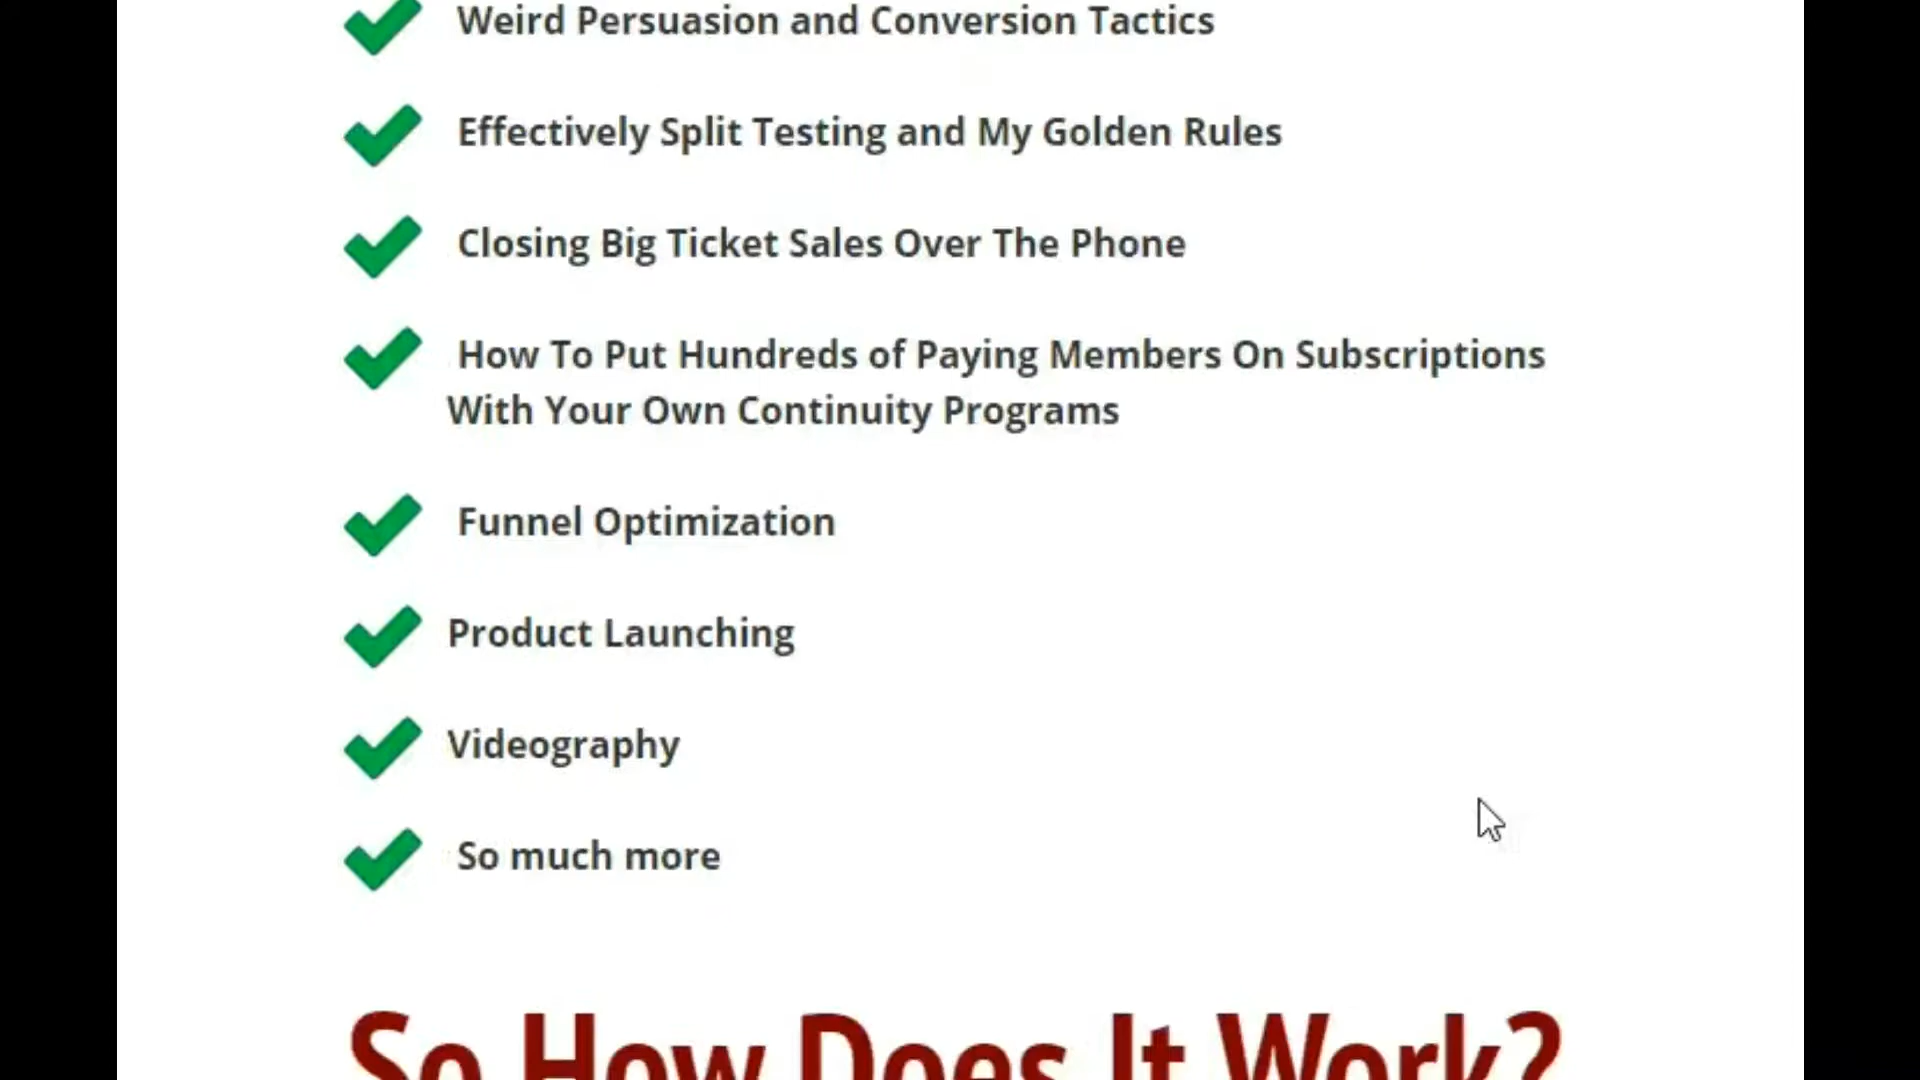 Weird Persuasion and Conversion Tactics
Effectively Split Testing and My Golden Rules
Closing Big Ticket Sales Over The Phone
How To Put Hundreds of Paying Members On Subscriptions
With Your Own Continuity Programs
Funnel Optimization
Product Launching
Videography
So much more
So How Does It Work?